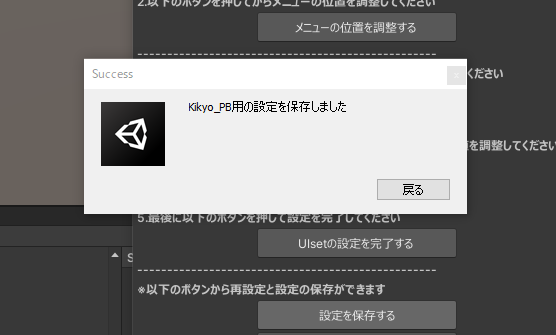 2.以下のボタンを押してからメニューの位置を調整してください
メニューの位置を調整する
ください
Success
Kikyo_PB用の設定を保存しました
を調整してください
戻る
5.最後に以下のボタンを押して設定を完了してください
UIsetの設定を完了する
※以下のボタンから再設定と設定の保存ができます
設定を保存する